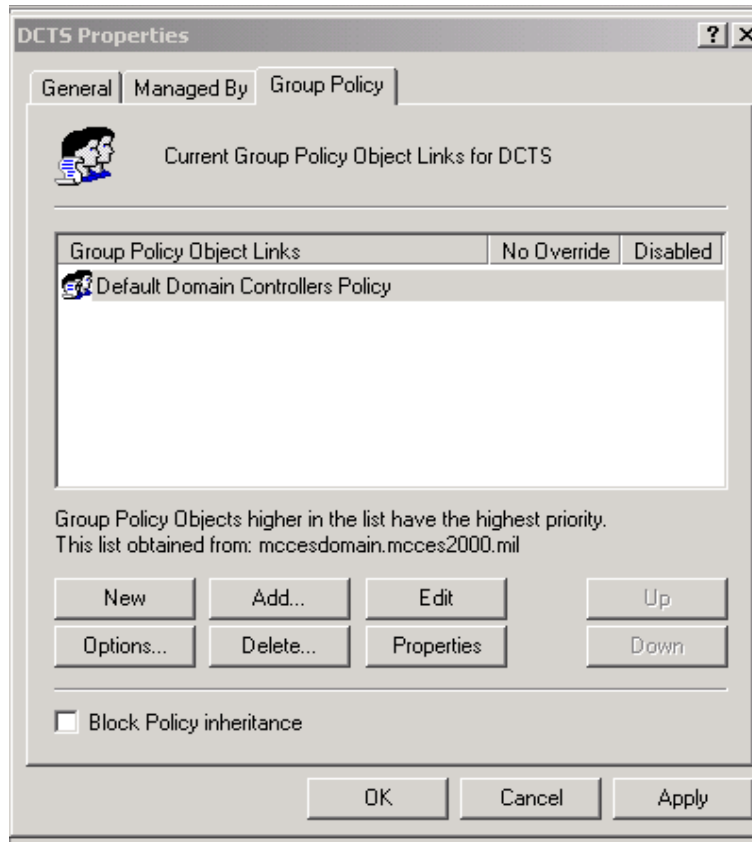 DCTS Properties
General Managed By Group Policy
Current Group Policy Object Links for DCTS
Group Policy Object Links No Override Disabled
Default Domain Controllers Policy
Group Policy Objects higher in the list have the highest priority.
This list obtained from: mccesdomain.mcces2000.mil
New Add... Edit Up
Options... Delete... Properties Down
Block Policy inheritance
OK Cancel Apply